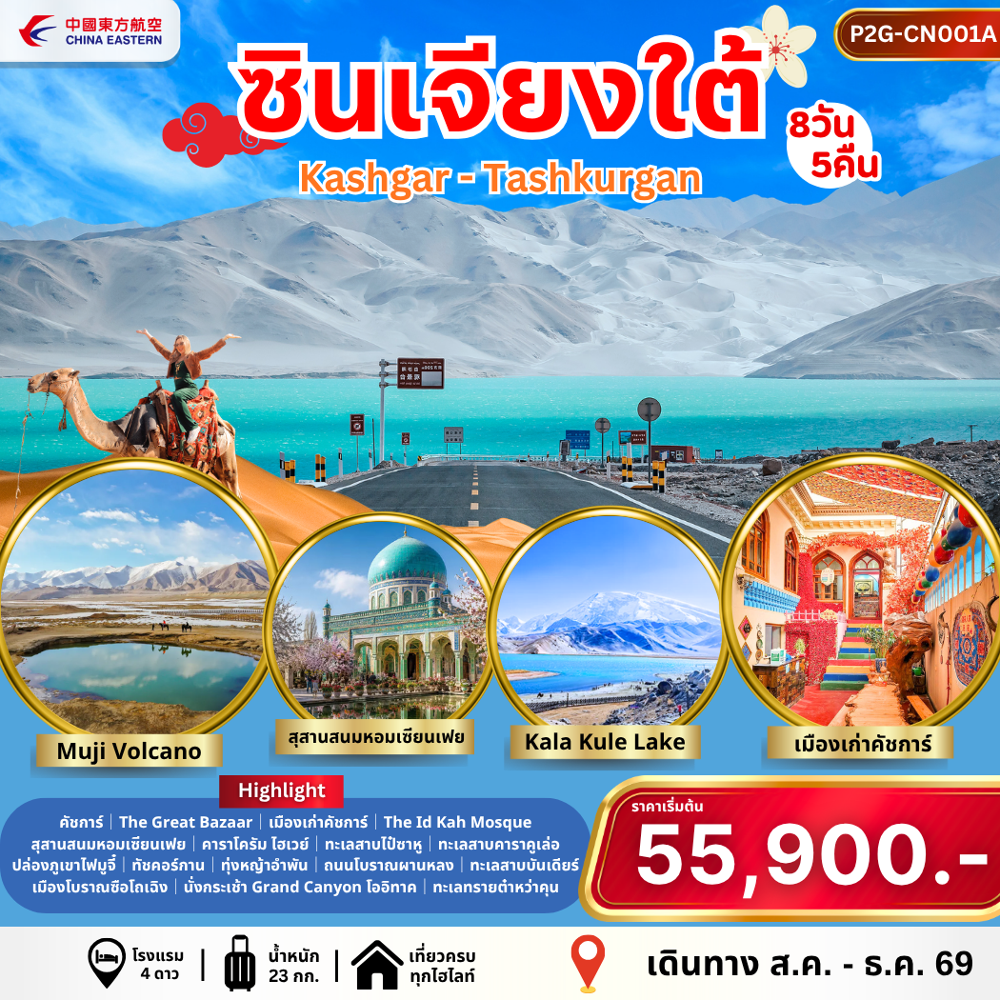 中國東方航空
CHINA EASTERN
P2G-CN001A
ซินเจียงใต้
8วัน
5คืน
Kashgar - Tashkurgan
Muji Volcano
สุสานสนมหอมเซียนเฟย
Kala Kule Lake
เมืองเก่าคัชการ์
Highlight
คัชการ์ | The Great Bazaar | เมืองเก่าคัชการ์ | The Id Kah Mosque
สุสานสนมหอมเซียนเฟย | คาราโครัม ไฮเวย์ | ทะเลสาบไป๋ซาหู | ทะเลสาบคาราคูเล่อ
ปล่องภูเขาไฟมูจี๋ | ทัชคอร์กาน | ทุ่งหญ้าอำพัน | ถนนโบราณผานหลง | ทะเลสาบบันเดียร์
เมืองโบราณซือโถเฉิง | นั่งกระเช้า Grand Canyon โออิทาค | ทะเลทรายต๋าหว่าคุน
ราคาเริ่มต้น
55,900.-
โรงแรม
4 ดาว
น้ำหนัก
23 กก.
เที่ยวครบ
ทุกไฮไลท์
เดินทาง ส.ค. - ธ.ค. 69